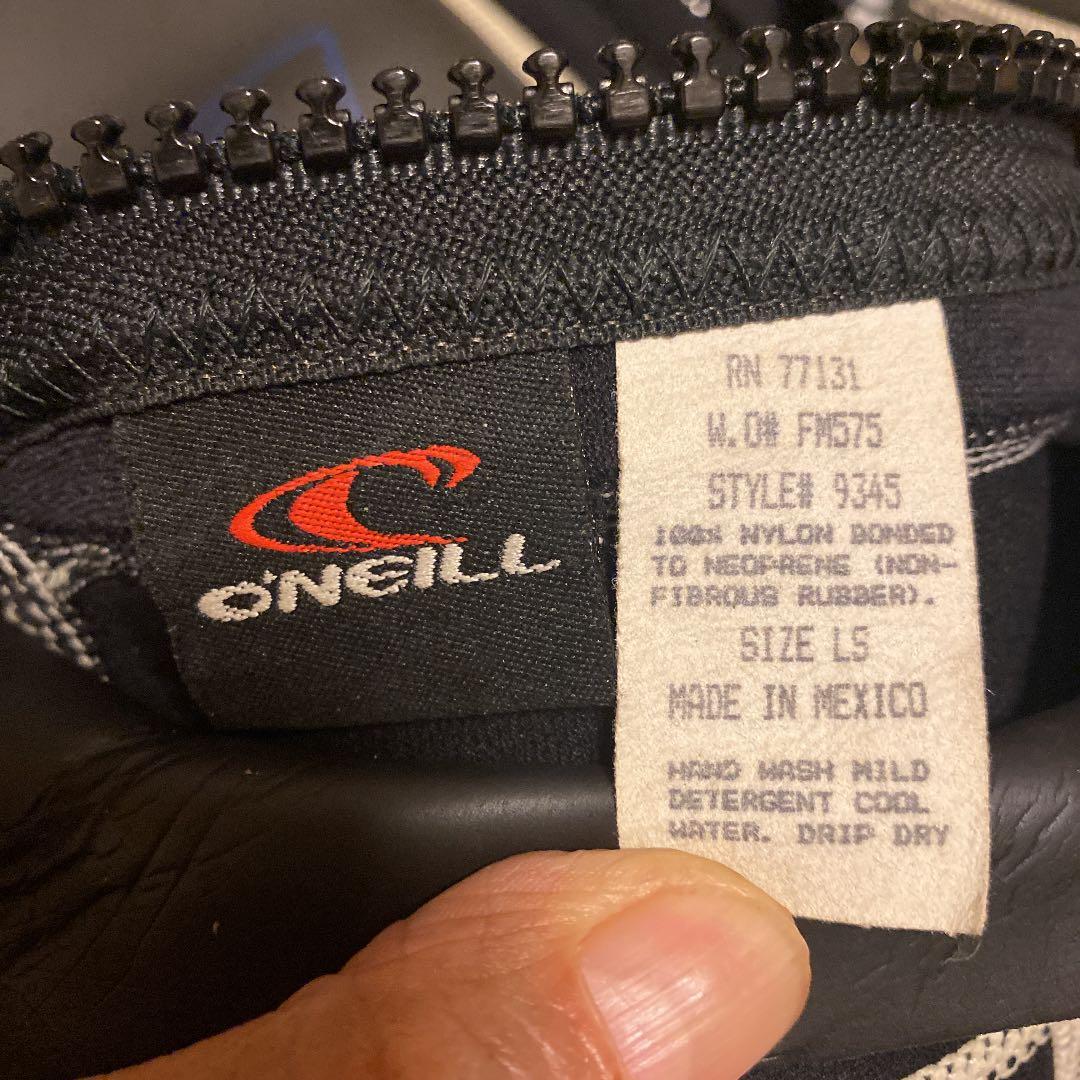 O'NEILL
RN 77131
W.O# FM575
STYLE# 9345
100% NYLON BONDED
TO NEOPRENE (NON-
FIBROUS RUBBER).
SIZE LS
MADE IN MEXICO
HAND WASH MILD
DETERGENT COOL
WATER. DRIP DRY